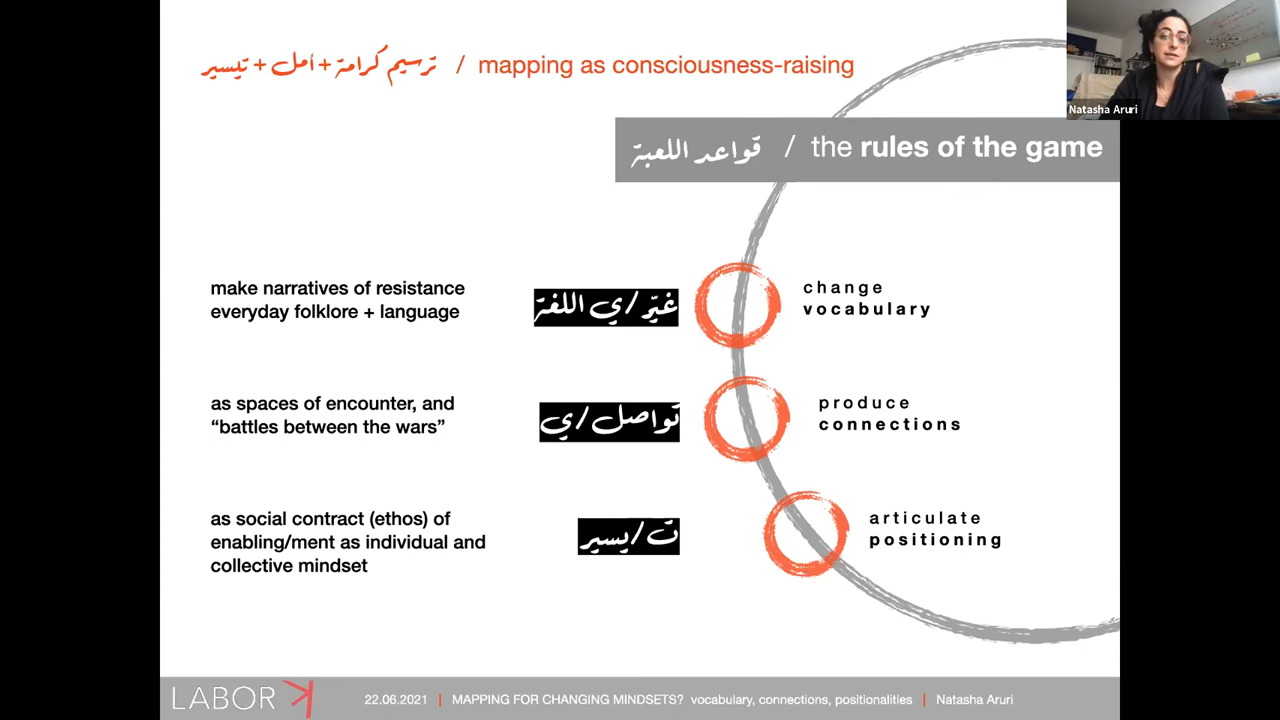 ترسيم كرامة + أمل + تيسير / mapping as consciousness-raising
Natasha Aruri
قواعد اللعبة / the rules of the game
make narratives of resistance
everyday folklore + language
غيّر/ي اللغة
change
vocabulary
as spaces of encounter, and
“battles between the wars”
تواصل/ي
produce
connections
as social contract (ethos) of
enabling/ment as individual and
collective mindset
ت/يسير
articulate
positioning
LABOR K
22.06.2021 | MAPPING FOR CHANGING MINDSETS? vocabulary, connections, positionalities | Natasha Aruri